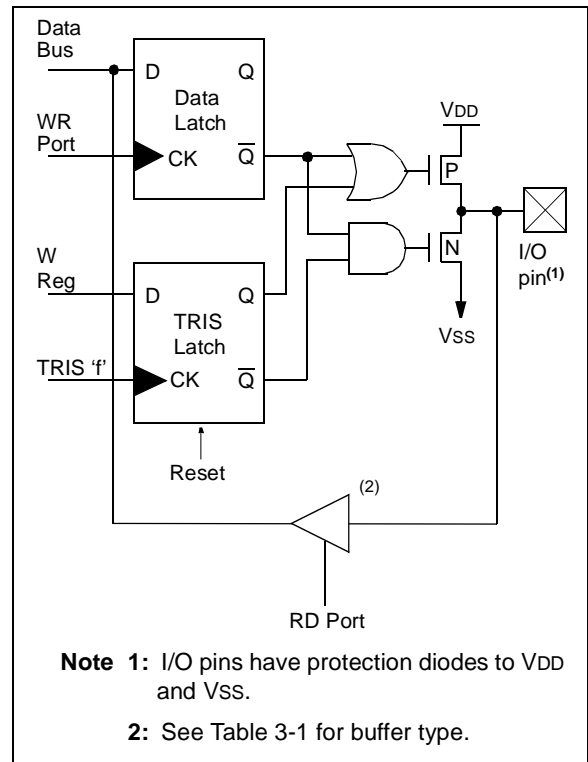 Data
Bus
D
Q
Data
Latch
WR
Port
CK
Q
VDD
P
N
I/O
pin(1)
VSS
W
Reg
D
Q
TRIS
Latch
TRIS 'f'
CK
Q
Reset
(2)
RD Port
Note 1: I/O pins have protection diodes to VDD
and VSS.
2: See Table 3-1 for buffer type.